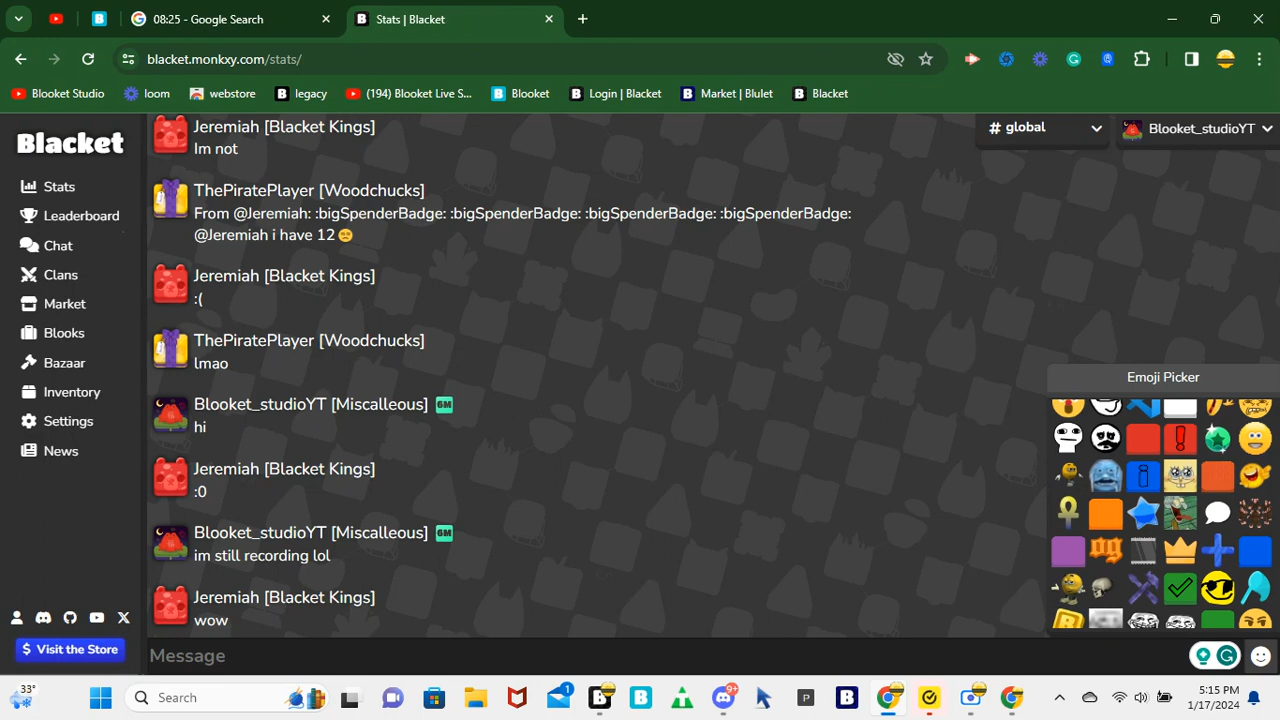 08:25 - Google Search
Stats | Blacket
blacket.monkxy.com/stats/
Blooket Studio
loom
webstore
legacy
(194) Blooket Live S...
Blooket
Login | Blacket
Market | Blulet
Blacket
Blacket
Stats
Leaderboard
Chat
Clans
Market
Blooks
Bazaar
Inventory
Settings
News
$ Visit the Store
# global
Blooket_studioYT
Jeremiah [Blacket Kings]
Im not
ThePiratePlayer [Woodchucks]
From @Jeremiah: :bigSpenderBadge: :bigSpenderBadge: :bigSpenderBadge: :bigSpenderBadge:
@Jeremiah i have 12😒
Jeremiah [Blacket Kings]
:(
ThePiratePlayer [Woodchucks]
lmao
Blooket_studioYT [Miscalleous] 6M
hi
Jeremiah [Blacket Kings]
:0
Blooket_studioYT [Miscalleous] 6M
im still recording lol
Jeremiah [Blacket Kings]
wow
Emoji Picker
Message
33°
Search
1
9+
5:15 PM
1/17/2024